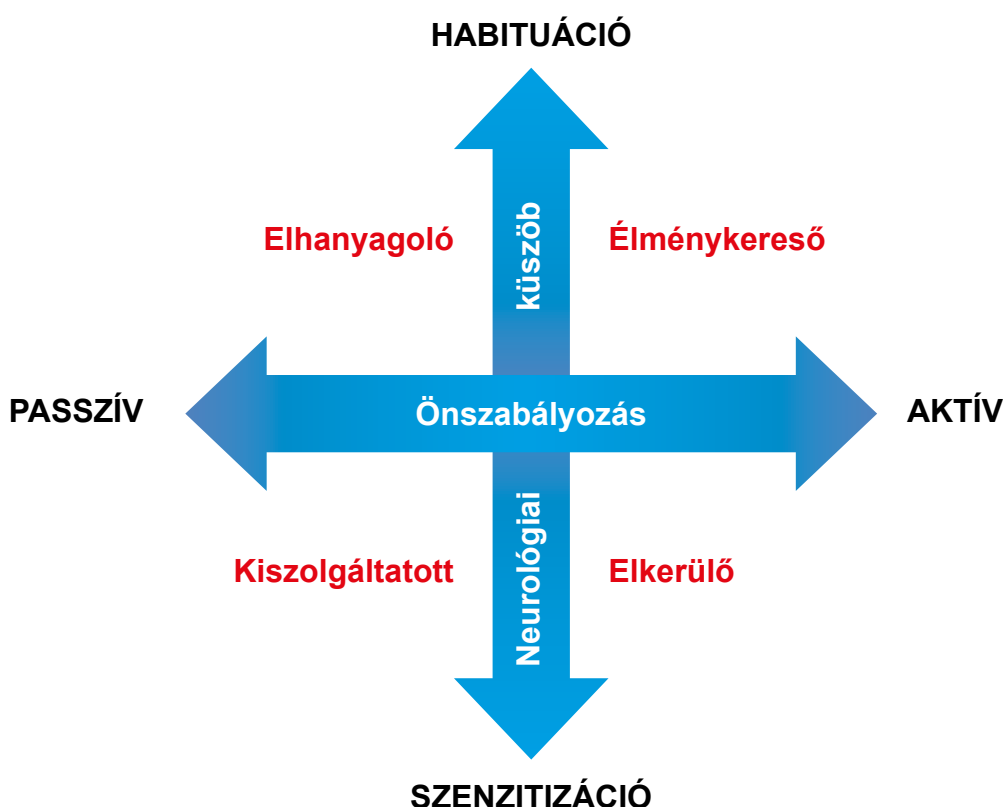 HABITUÁCIÓ
Elhanyagoló
küszöb
Élménykereső
PASSZÍV
Önszabályozás
AKTÍV
Kiszolgáltatott
Neurológiai
Elkerülő
SZENZITIZÁCIÓ